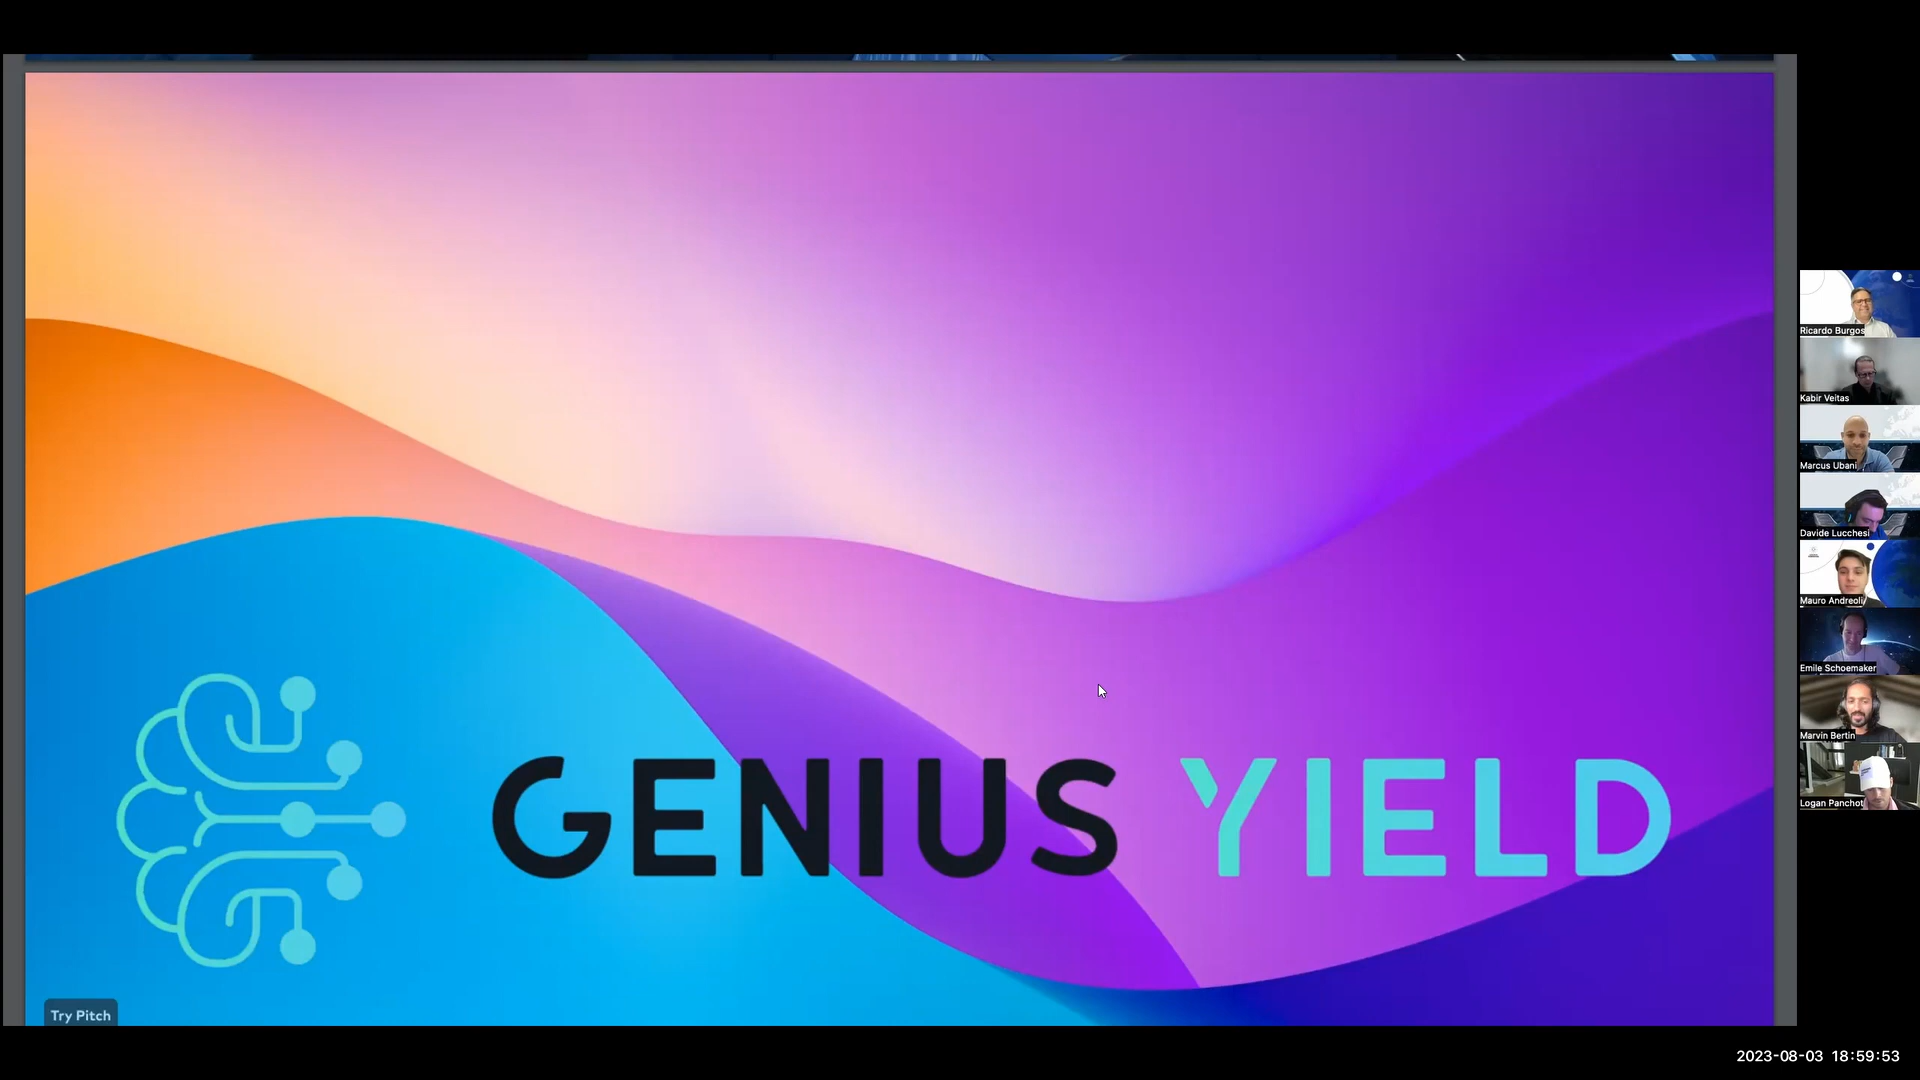 GENIUS YIELD
Try Pitch
Ricardo Burgos
Kabir Veitas
Marcus Ubani
Davide Lucchesi
Mauro Andreoli
Emile Schoemaker
Marvin Bertin
Logan Panchot
2023-08-03 18:59:53